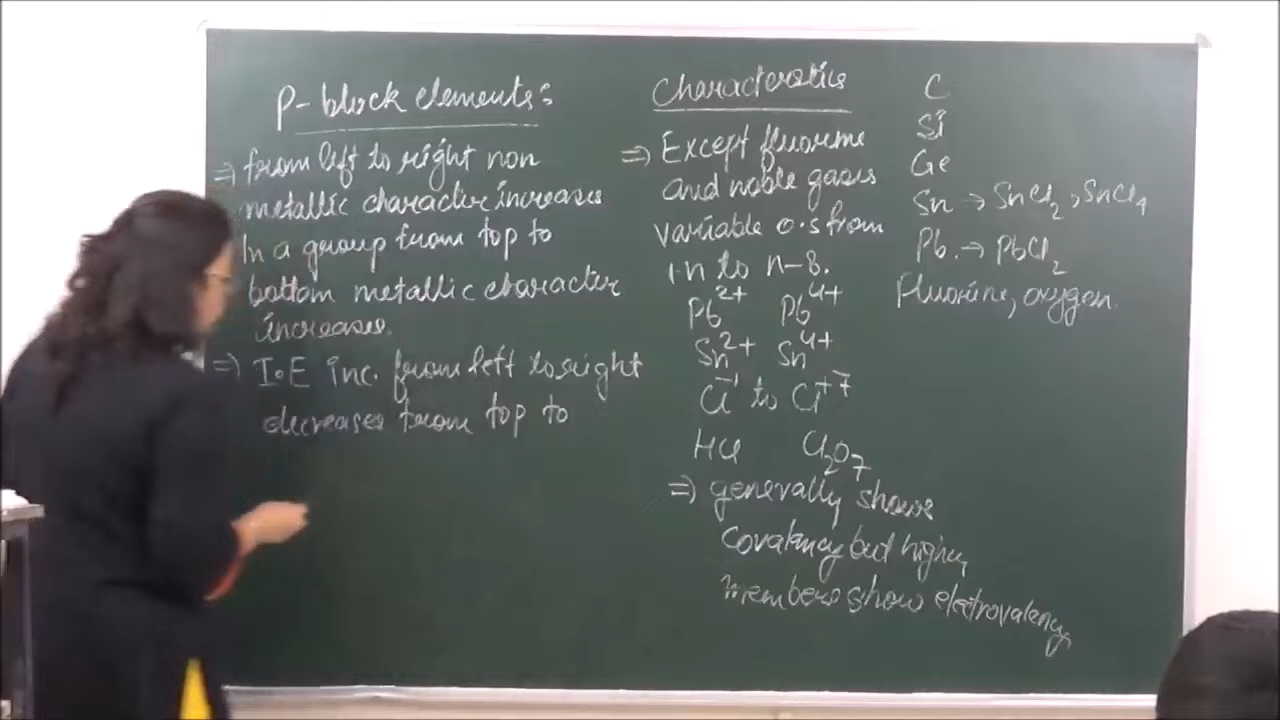 P-block elements:
⇒ from left to right non
metallic character increases
In a group from top to
bottom metallic character
increases.
⇒ I.E inc. from left to right
decreases from top to
Characteratics
⇒ Except fluorine
and noble gases
variable o.s from
+n to n-8.
Pb2+ Pb4+
Sn2+ Sn4+
Cl-1 to Cl+7
HCl Cl2O7
⇒ generally shows
Covalency but higher
members show electrovalency
C
Si
Ge
Sn → SnCl2 > SnCl4
Pb. → PbCl2
Fluorine, oxygen.